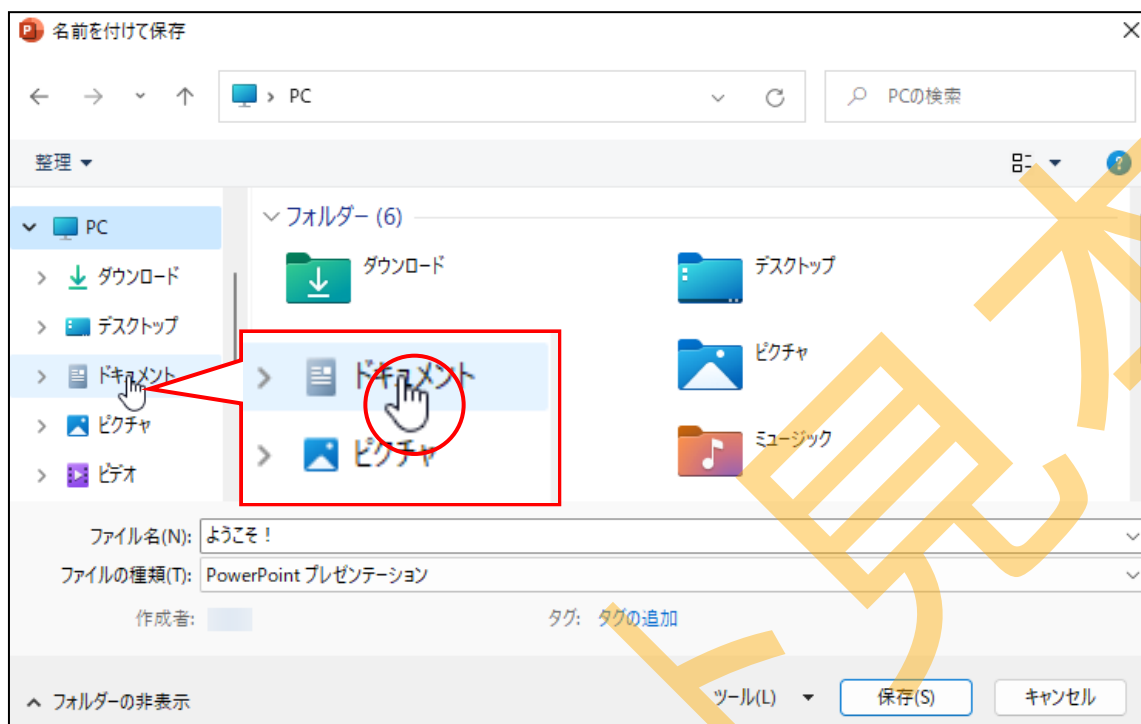 名前を付けて保存
PC
PCの検索
整理
PC
ダウンロード
デスクトップ
ドキュメント
ピクチャ
ビデオ
フォルダー (6)
ダウンロード
デスクトップ
ピクチャ
ミュージック
ドキュメント
ピクチャ
ファイル名(N): ようこそ！
ファイルの種類(T): PowerPoint プレゼンテーション
作成者:
タグ: タグの追加
フォルダーの非表示
ツール(L)
保存(S)
キャンセル
見本